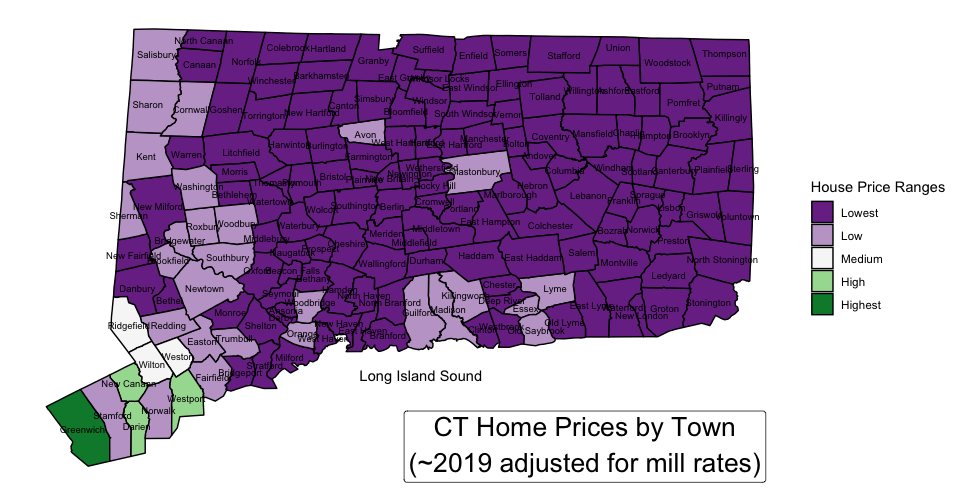 North Canaan
Colebrook
Hartland
Suffield
Union
Salisbury
Enfield
Somers
Stafford
Thompson
Canaan
Norfolk
Granby
Woodstock
Winchester
Barkhamsted
East Granby
Windsor Locks
Ellington
Putnam
East Windsor
Willington
Ashford
Eastford
Sharon
Cornwall
Goshen
Canton
Simsbury
Windsor
Tolland
Pomfret
Torrington
New Hartford
Bloomfield
South Windsor
Vernon
Killingly
Avon
West Hartford
Hartford
East Hartford
Manchester
Bolton
Coventry
Mansfield
Chaplin
Hampton
Brooklyn
Kent
Warren
Litchfield
Harwinton
Burlington
Farmington
Andover
Morris
Wethersfield
Glastonbury
Columbia
Windham
Scotland
Canterbury
Plainfield
Sterling
Washington
Bethlehem
Thomaston
Plymouth
Bristol
Plainville
New Britain
Newington
Rocky Hill
Hebron
Marlborough
Lebanon
Franklin
Sprague
Sherman
New Milford
Watertown
Wolcott
Southington
Berlin
Cromwell
Portland
Lisbon
Griswold
Voluntown
Roxbury
Woodbury
Waterbury
Meriden
Middletown
East Hampton
Colchester
Bozrah
Norwich
Preston
Bridgewater
Middlebury
Naugatuck
Prospect
Cheshire
Middlefield
New Fairfield
Brookfield
Southbury
Oxford
Beacon Falls
Bethany
Wallingford
Durham
Haddam
East Haddam
Salem
Montville
North Stonington
Danbury
Bethel
Newtown
Seymour
Hamden
North Haven
Killingworth
Chester
Lyme
Ledyard
Woodbridge
North Branford
Deep River
Monroe
Ansonia
Derby
Guilford
Madison
Essex
East Lyme
Waterford
New London
Groton
Stonington
Ridgefield
Redding
Shelton
New Haven
East Haven
Branford
Clinton
Westbrook
Old Saybrook
Old Lyme
Easton
Trumbull
Orange
West Haven
Weston
Milford
Wilton
Stratford
Bridgeport
Fairfield
New Canann
Westport
Norwalk
Stamford
Darien
Greenwich
Long Island Sound
House Price Ranges
Lowest
Low
Medium
High
Highest
CT Home Prices by Town
(~2019 adjusted for mill rates)